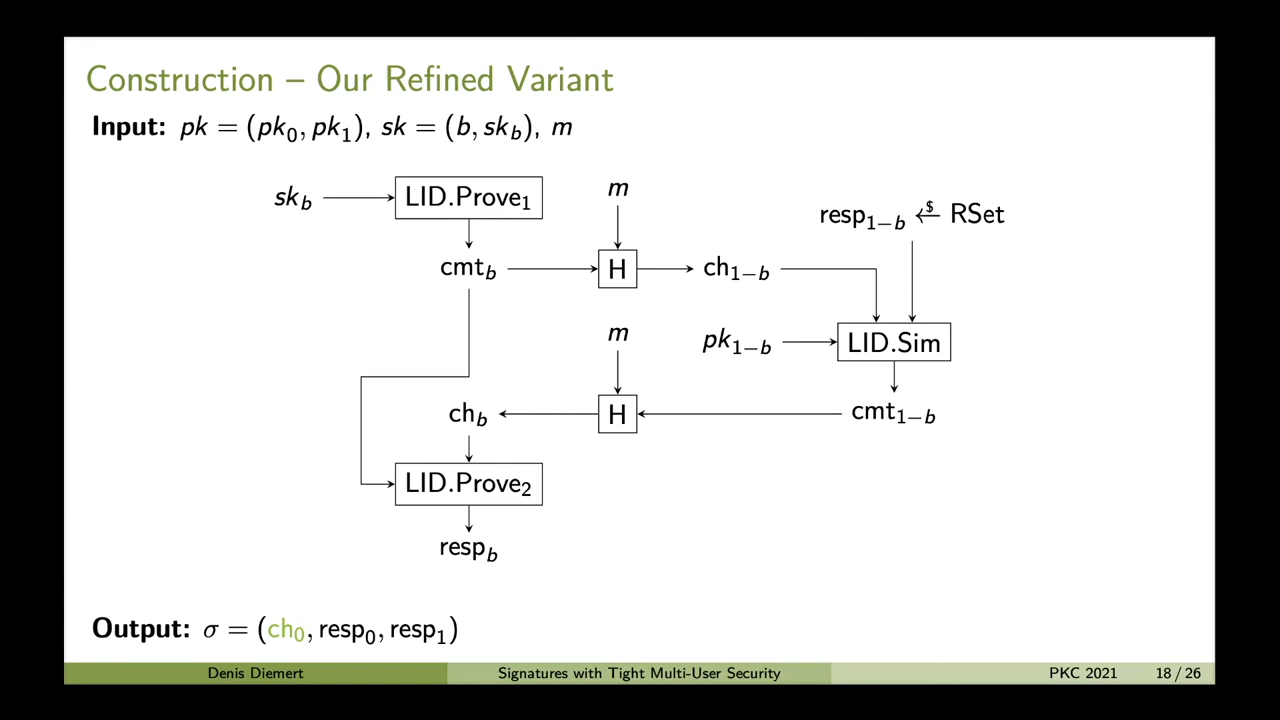 Construction – Our Refined Variant
Input: pk = (pk₀, pk₁), sk = (b, sk_b), m
sk_b
LID.Prove₁
m
resp₁₋b ←$ RSet
cmt_b
H
ch₁₋b
m
pk₁₋b
LID.Sim
ch_b
H
cmt₁₋b
LID.Prove₂
resp_b
Output: σ = (ch₀, resp₀, resp₁)
Denis Diemert
Signatures with Tight Multi-User Security
PKC 2021
18 / 26